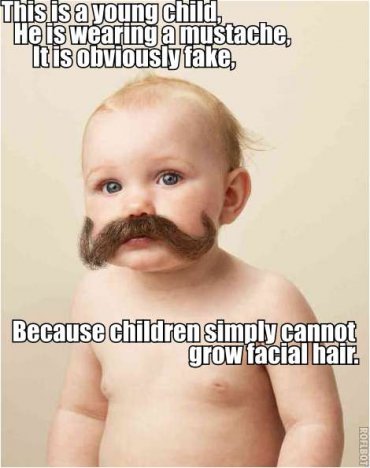 This is a young child,
He is wearing a mustache,
It is obviously fake,
Because children simply cannot
grow facial hair.
ROFLBOT